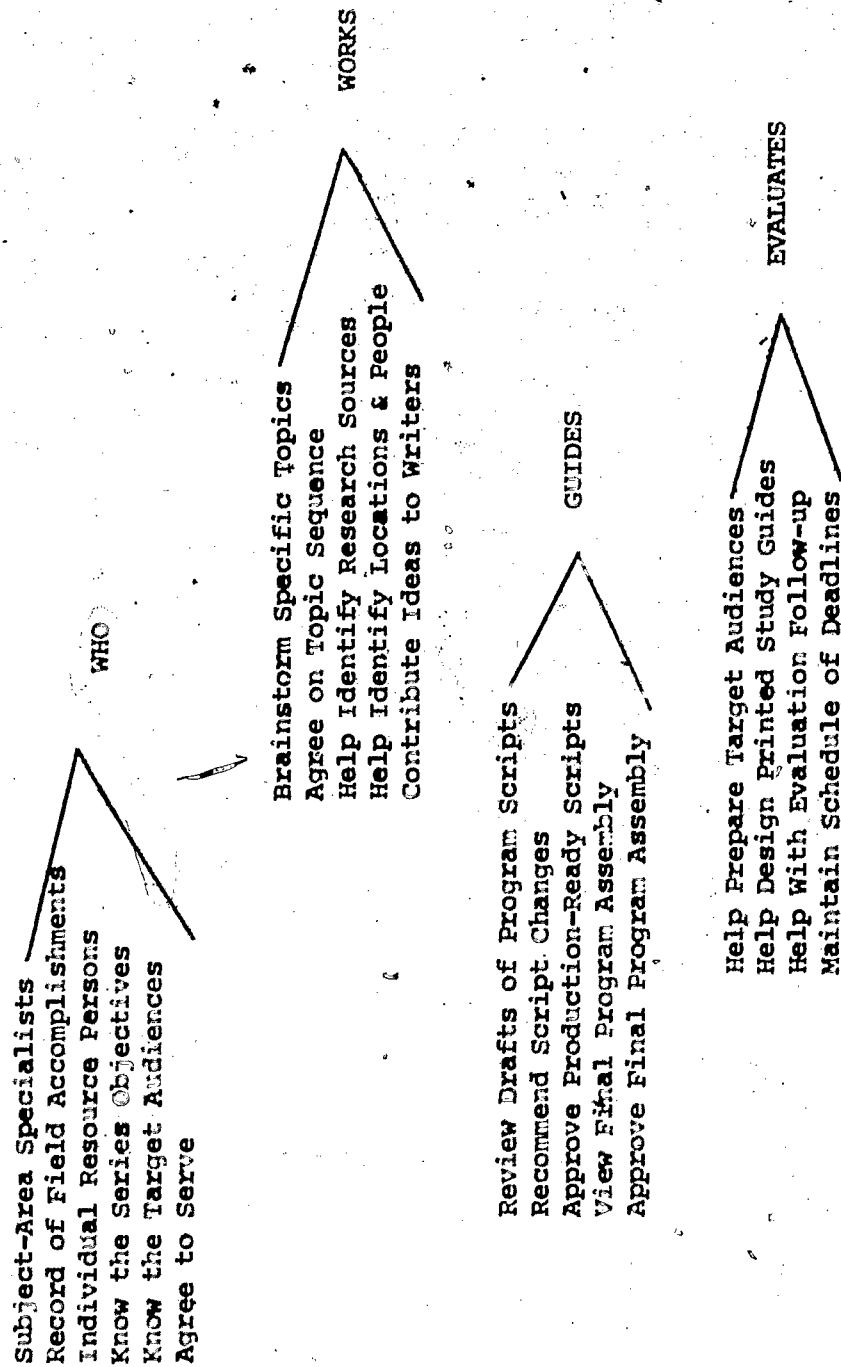 Subject-Area Specialists
Record of Field Accomplishments
Individual Resource Persons
Know the Series Objectives
Know the Target Audiences
Agree to Serve
WHO
Brainstorm Specific Topics
Agree on Topic Sequence
Help Identify Research Sources
Help Identify Locations & People
Contribute Ideas to Writers
WORKS
Review Drafts of Program Scripts
Recommend Script Changes
Approve Production-Ready Scripts
View Final Program Assembly
Approve Final Program Assembly
GUIDES
Help Prepare Target Audiences
Help Design Printed Study Guides
Help With Evaluation Follow-up
Maintain Schedule of Deadlines
EVALUATES